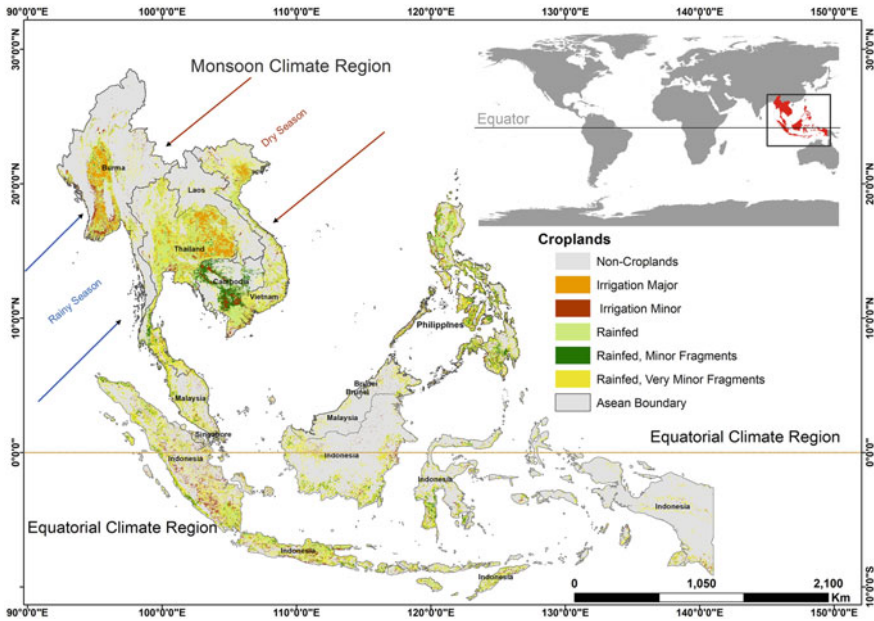 90°0'0"E 100°0'0"E 110°0'0"E 120°0'0"E 130°0'0"E 140°0'0"E 150°0'0"E
30°0'0"N
30°0'0"N
Monsoon Climate Region
Dry Season
Equator
Burma
Laos
20°0'0"N
20°0'0"N
Thailand
Cambodia
Vietnam
Rainy Season
10°0'0"N
10°0'0"N
Philippines
Croplands
Non-Croplands
Irrigation Major
Irrigation Minor
Rainfed
Rainfed, Minor Fragments
Rainfed, Very Minor Fragments
Asean Boundary
Brunei
Brunei
Malaysia
Malaysia
Singapore
Equatorial Climate Region
0°0'0"
0°0'0"
Indonesia
Indonesia
Indonesia
Indonesia
Equatorial Climate Region
Indonesia
Indonesia
0 1,050 2,100
Km
10°0'0"S
90°0'0"E 100°0'0"E 110°0'0"E 120°0'0"E 130°0'0"E 140°0'0"E 150°0'0"E